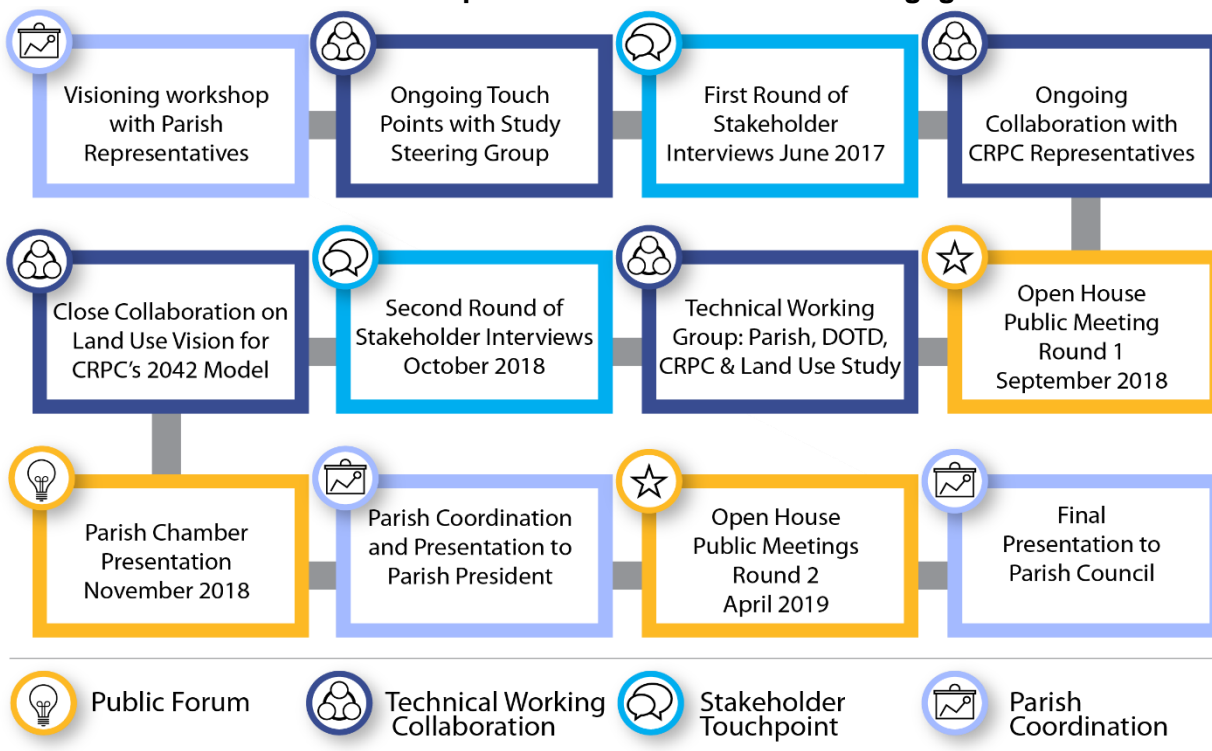 Visioning workshop
with Parish
Representatives
Ongoing Touch
Points with Study
Steering Group
First Round of
Stakeholder
Interviews June 2017
Ongoing
Collaboration with
CRPC Representatives
Close Collaboration on
Land Use Vision for
CRPC's 2042 Model
Second Round of
Stakeholder Interviews
October 2018
Technical Working
Group: Parish, DOTD,
CRPC & Land Use Study
Open House
Public Meeting
Round 1
September 2018
Parish Chamber
Presentation
November 2018
Parish Coordination
and Presentation to
Parish President
Open House
Public Meetings
Round 2
April 2019
Final
Presentation to
Parish Council
Public Forum
Technical Working
Collaboration
Stakeholder
Touchpoint
Parish
Coordination